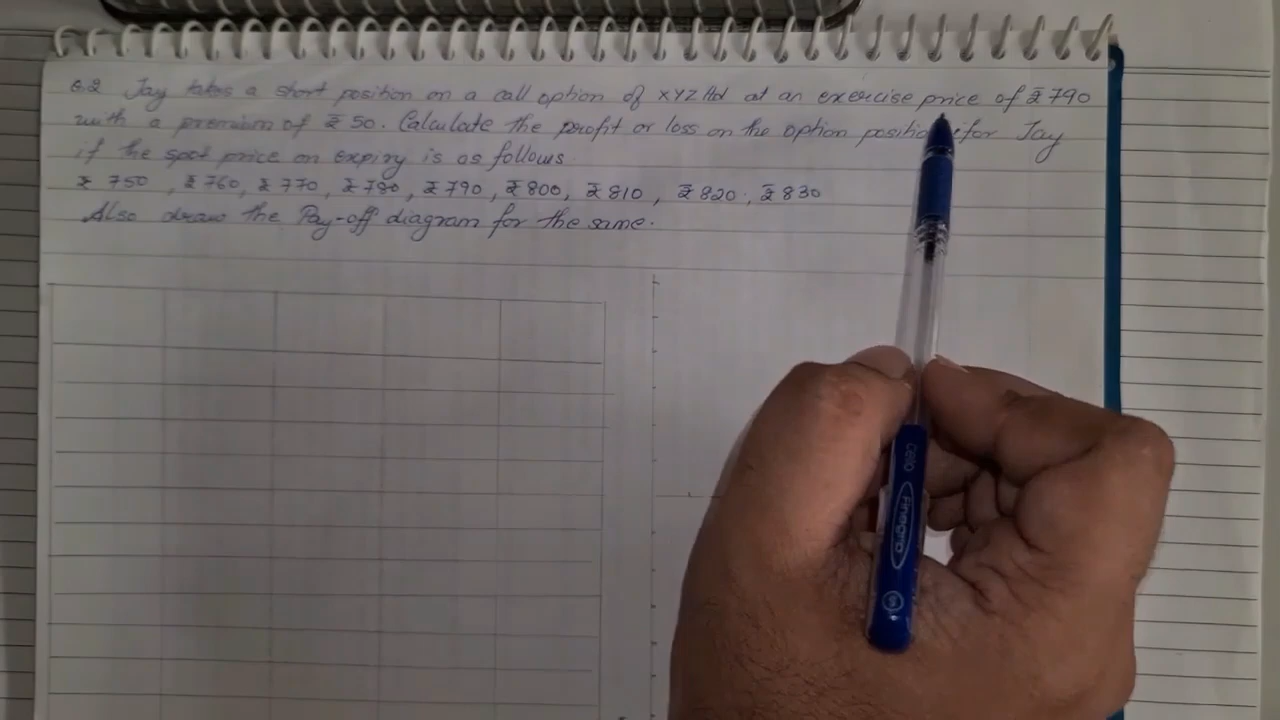 Q.2 Jay takes a short position on a call option of XYZ ltd at an exercise price of ₹790
with a premium of ₹50. Calculate the profit or loss on the option position for Jay
if the spot price on expiry is as follows
₹750, ₹760, ₹770, ₹780, ₹790, ₹800, ₹810, ₹820, ₹830
Also draw the Pay-off diagram for the same.
cello
finegrip